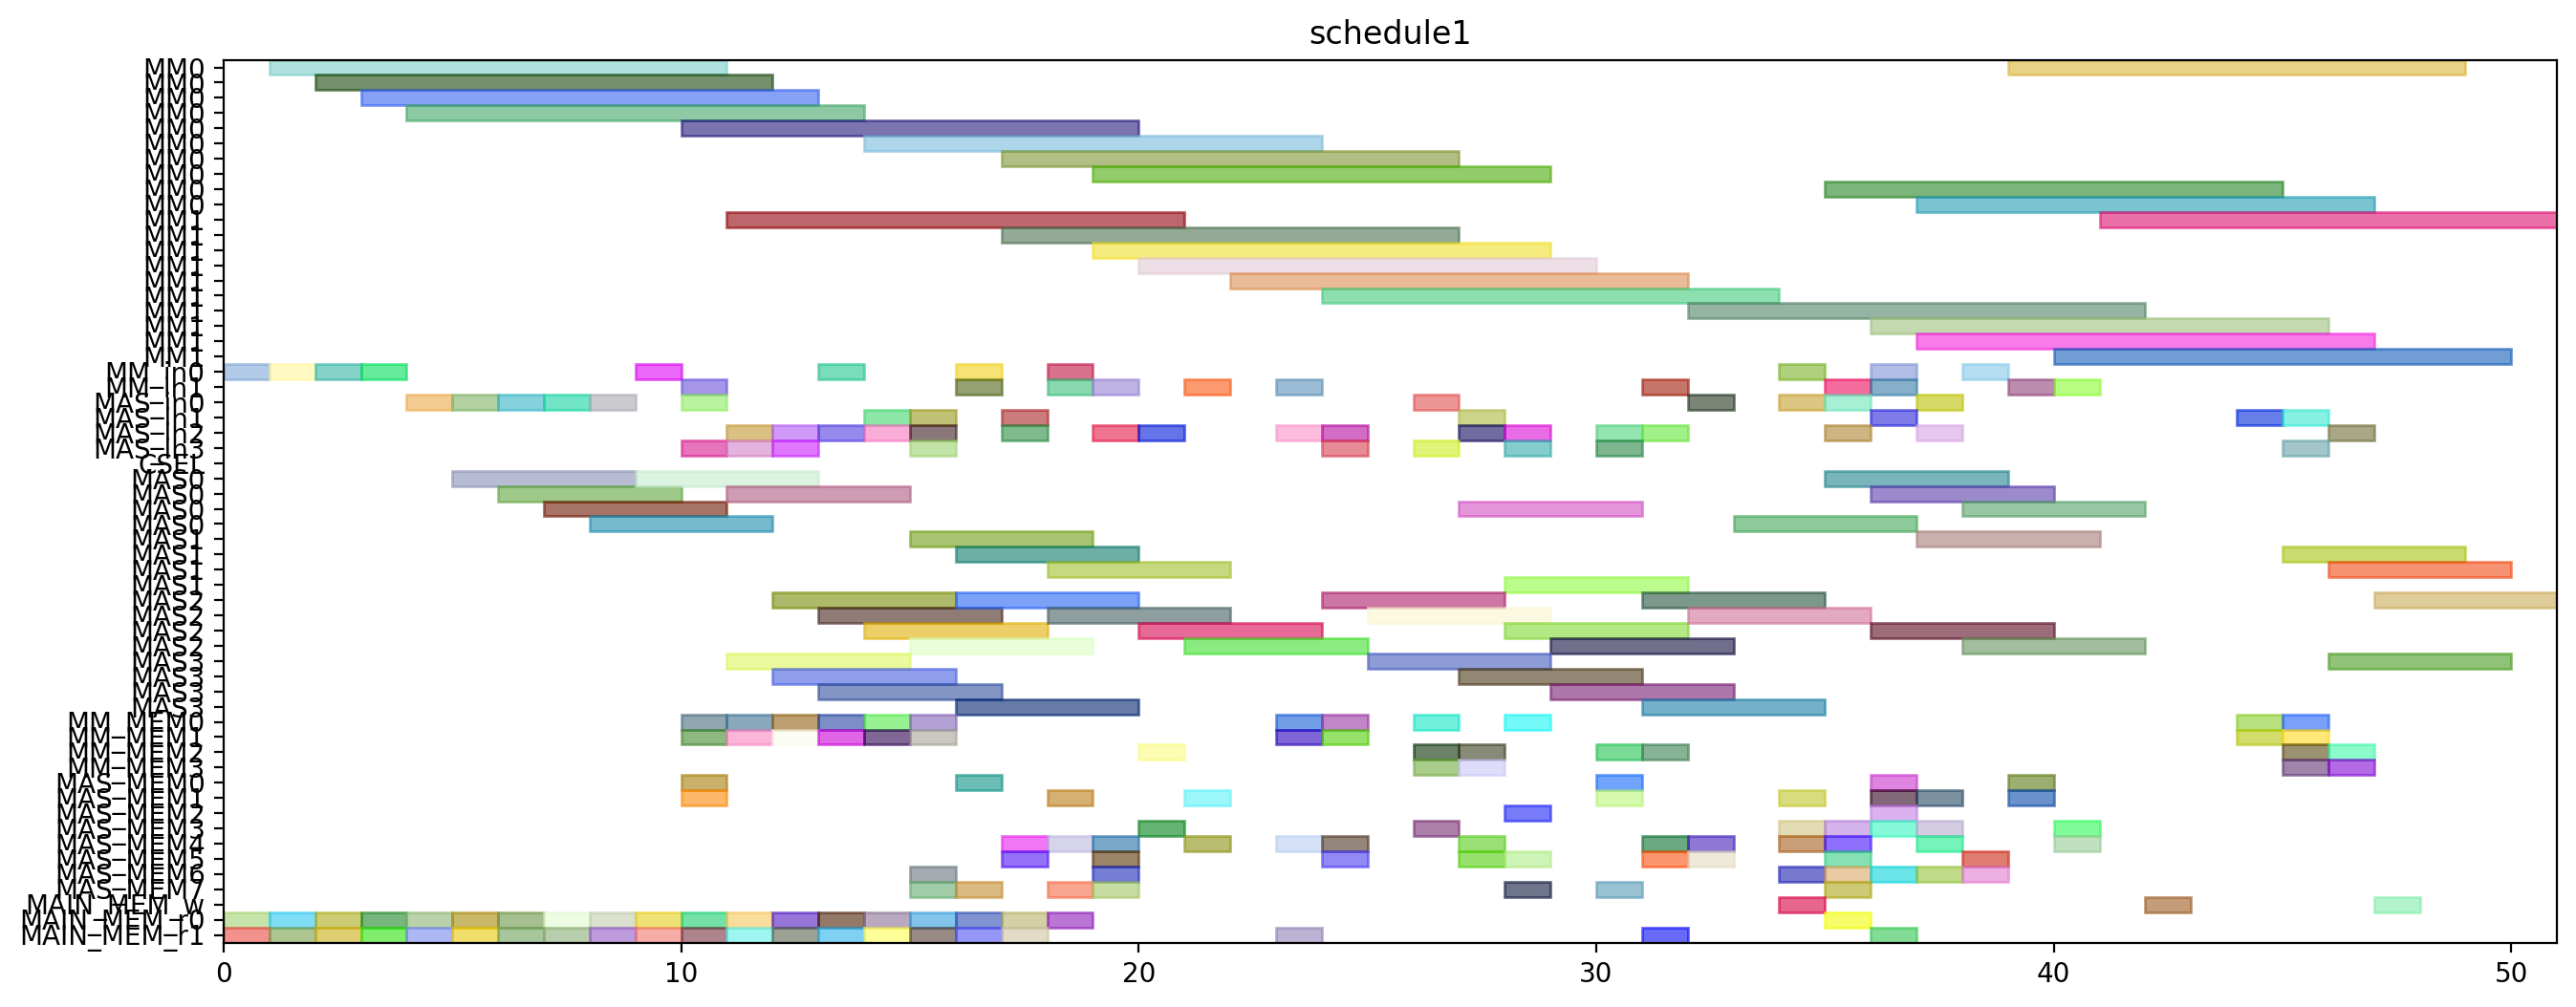 schedule1
MM0
MM0
MM0
MM0
MM0
MM0
MM0
MM0
MM0
MM0
MM1
MM1
MM1
MM1
MM1
MM1
MM1
MM1
MM1
MM1
MM_in0
MM_in1
MAS_in0
MAS_in1
MAS_in2
MAS_in3
CSEL
MAS0
MAS0
MAS0
MAS0
MAS1
MAS1
MAS1
MAS1
MAS2
MAS2
MAS2
MAS2
MAS3
MAS3
MAS3
MAS3
MM_MEM0
MM_MEM1
MM_MEM2
MM_MEM3
MAS_MEM0
MAS_MEM1
MAS_MEM2
MAS_MEM3
MAS_MEM4
MAS_MEM5
MAS_MEM6
MAS_MEM7
MAIN_MEM_w
MAIN_MEM_r0
MAIN_MEM_r1
0 10 20 30 40 50